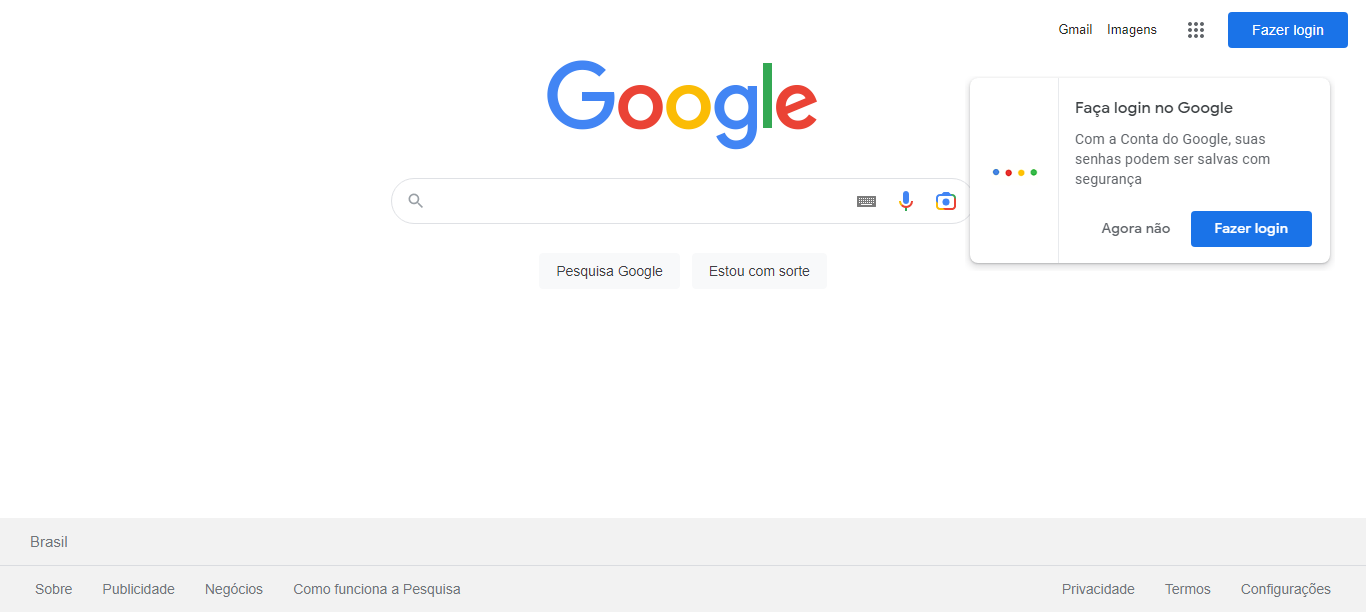 Gmail Imagens Fazer login
Google
Faça login no Google
Com a Conta do Google, suas
senhas podem ser salvas com
segurança
Agora não Fazer login
Pesquisa Google Estou com sorte
Brasil
Sobre Publicidade Negócios Como funciona a Pesquisa Privacidade Termos Configurações